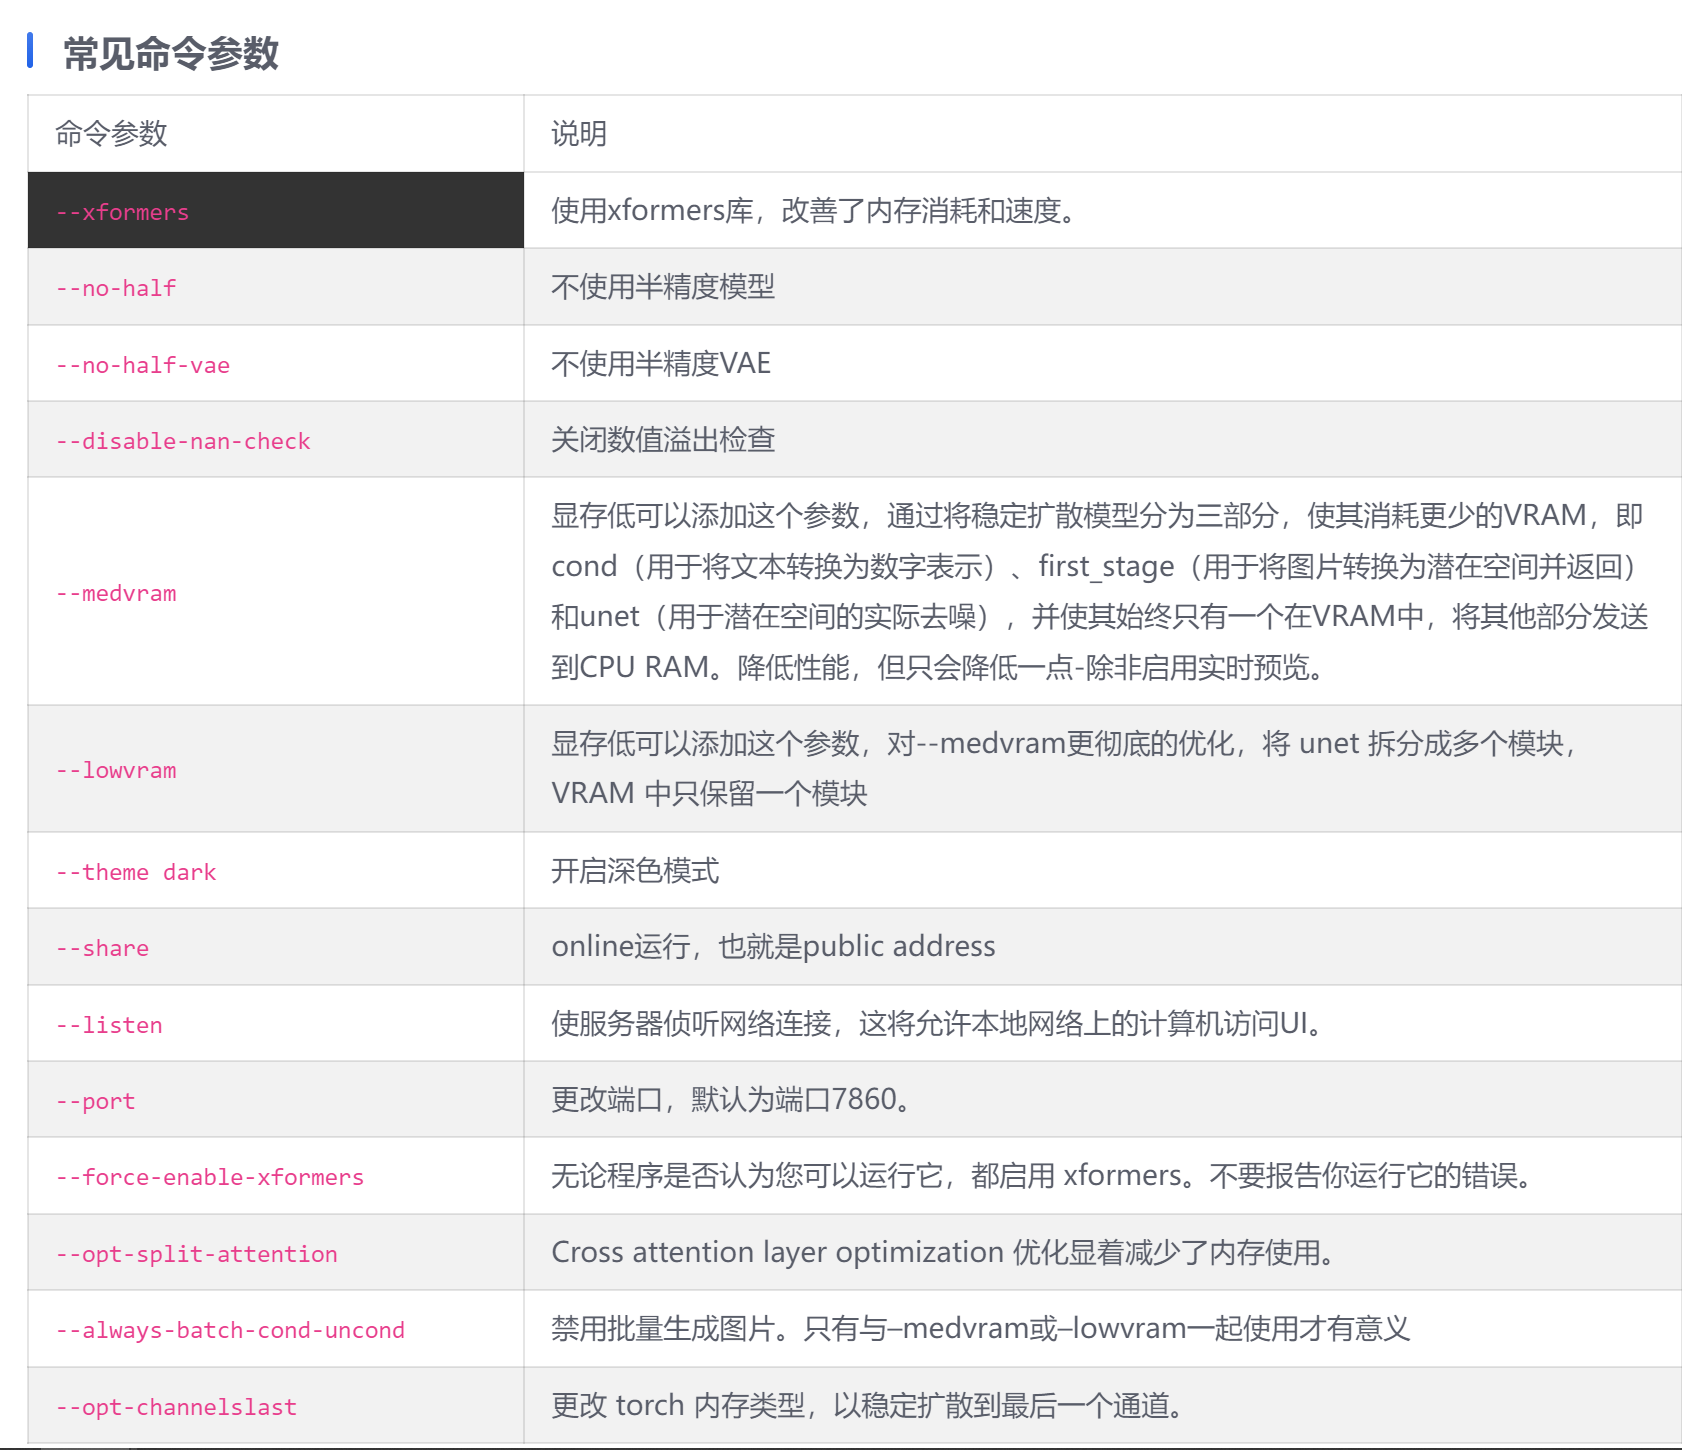 常见命令参数
命令参数
说明
--xformers
使用xformers库，改善了内存消耗和速度。
--no-half
不使用半精度模型
--no-half-vae
不使用半精度VAE
--disable-nan-check
关闭数值溢出检查
--medvram
显存低可以添加这个参数，通过将稳定扩散模型分为三部分，使其消耗更少的VRAM，即
cond（用于将文本转换为数字表示）、first_stage（用于将图片转换为潜在空间并返回）
和unet（用于潜在空间的实际去噪），并使其始终只有一个在VRAM中，将其他部分发送
到CPU RAM。降低性能，但只会降低一点-除非启用实时预览。
--lowvram
显存低可以添加这个参数，对--medvram更彻底的优化，将 unet 拆分成多个模块，
VRAM 中只保留一个模块
--theme dark
开启深色模式
--share
online运行，也就是public address
--listen
使服务器侦听网络连接，这将允许本地网络上的计算机访问UI。
--port
更改端口，默认为端口7860。
--force-enable-xformers
无论程序是否认为您可以运行它，都启用 xformers。不要报告你运行它的错误。
--opt-split-attention
Cross attention layer optimization 优化显着减少了内存使用。
--always-batch-cond-uncond
禁用批量生成图片。只有与–medvram或–lowvram一起使用才有意义
--opt-channelslast
更改 torch 内存类型，以稳定扩散到最后一个通道。